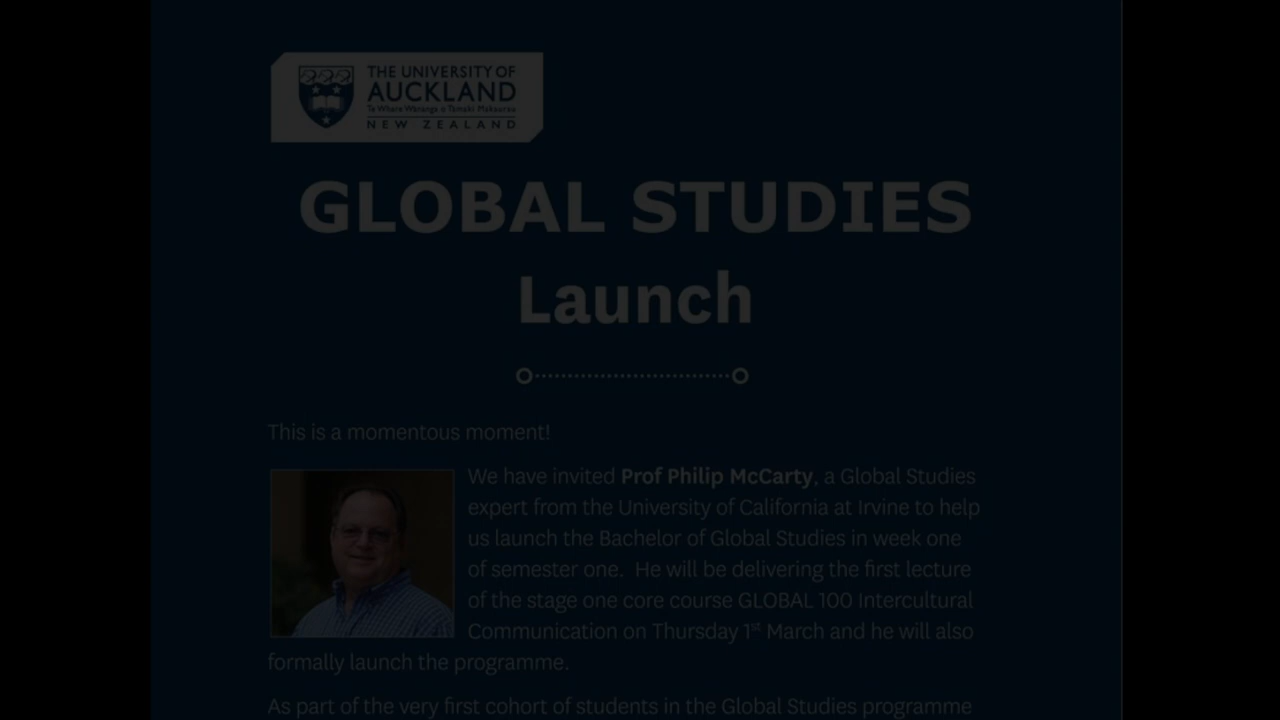 THE UNIVERSITY OF
AUCKLAND
Te Whare Wānanga o Tāmaki Makaurau
NEW ZEALAND
GLOBAL STUDIES
Launch
This is a momentous moment!
We have invited Prof Philip McCarty, a Global Studies
expert from the University of California at Irvine to help
us launch the Bachelor of Global Studies in week one
of semester one. He will be delivering the first lecture
of the stage one core course GLOBAL 100 Intercultural
Communication on Thursday 1st March and he will also
formally launch the programme.
As part of the very first cohort of students in the Global Studies programme